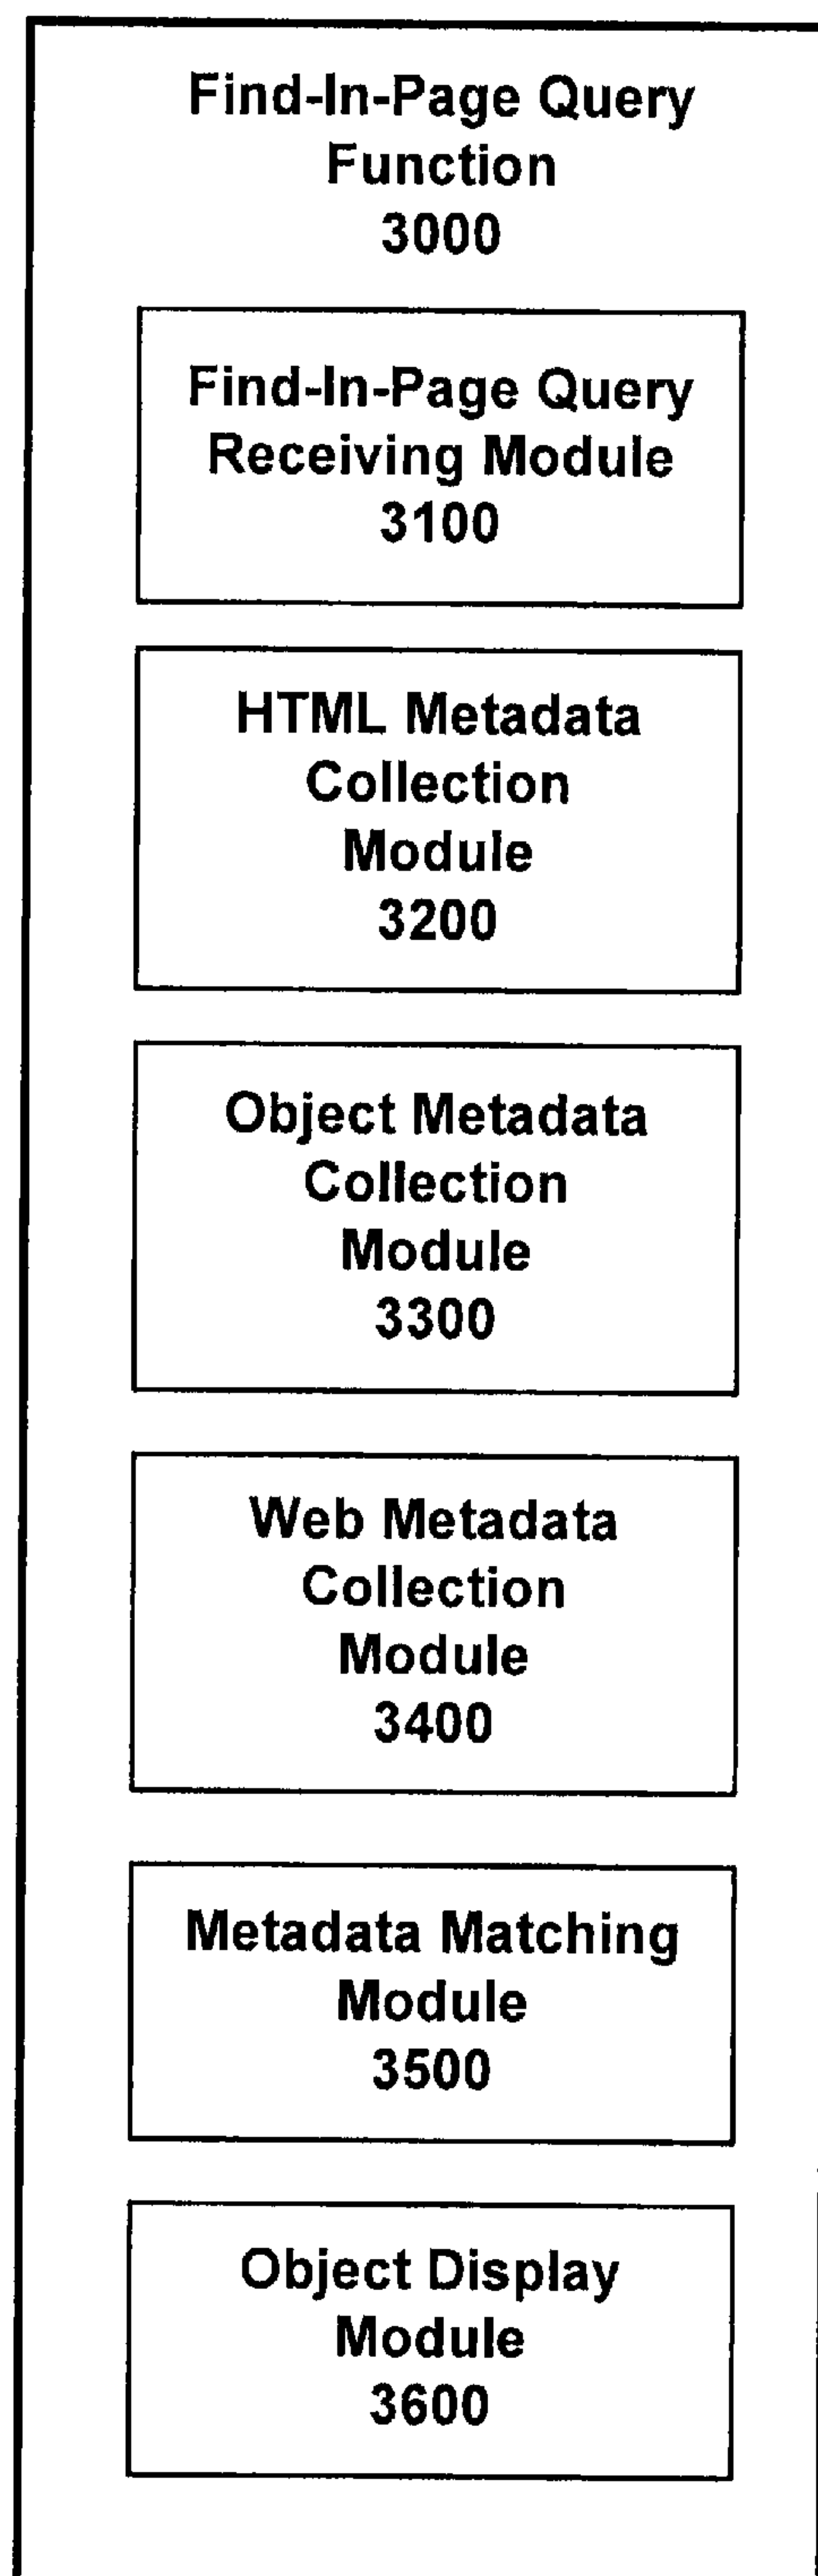 Find-In-Page Query
Function
3000
Find-In-Page Query
Receiving Module
3100
HTML Metadata
Collection
Module
3200
Object Metadata
Collection
Module
3300
Web Metadata
Collection
Module
3400
Metadata Matching
Module
3500
Object Display
Module
3600